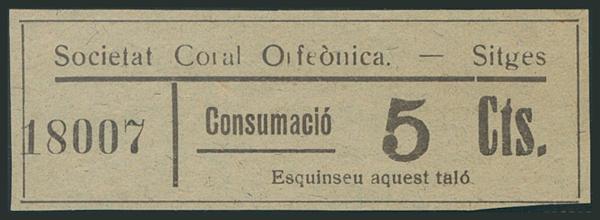 Societat Coral Orfeònica. — Sitges
18007
Consumació 5 Cts.
Esquinseu aquest taló